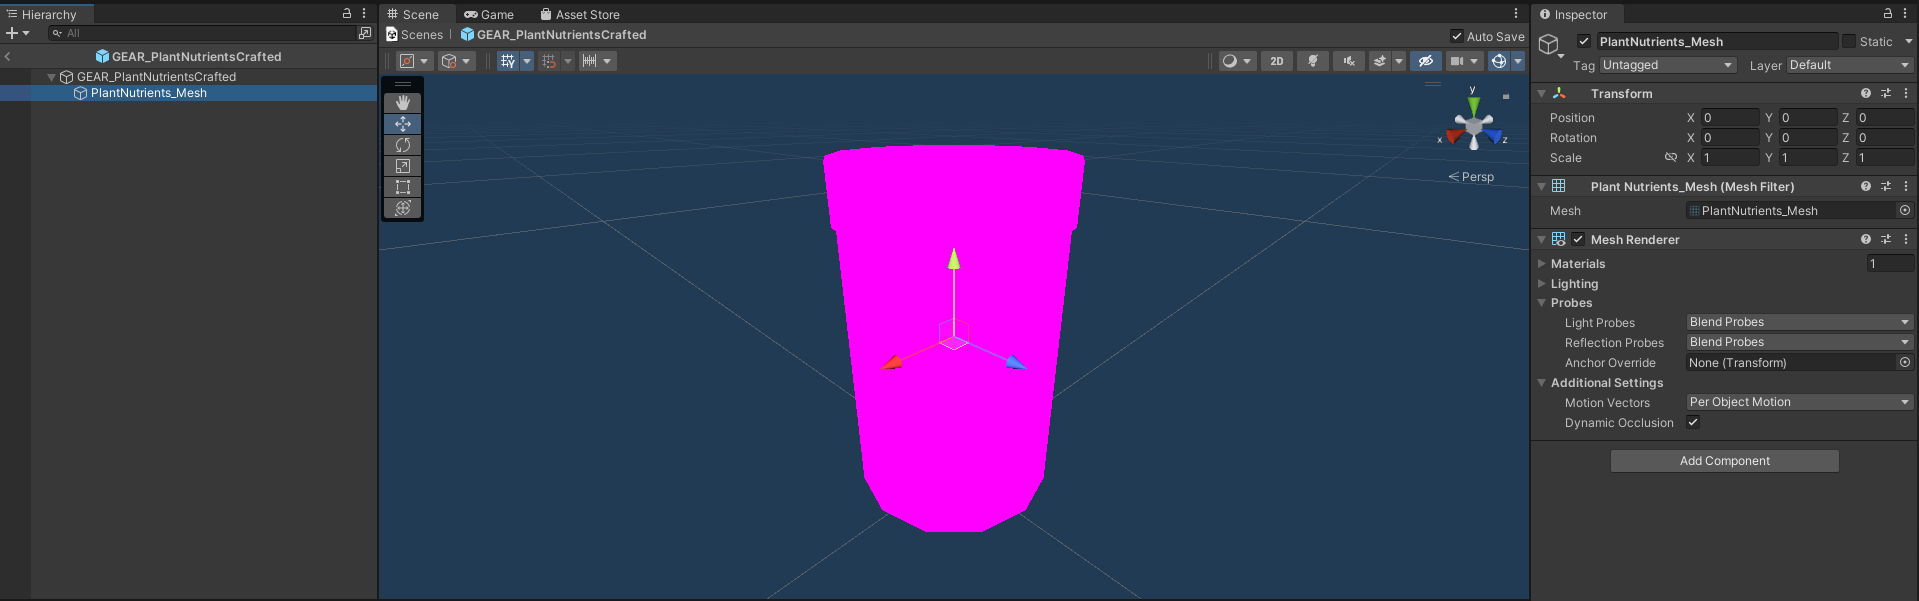 Hierarchy
All
GEAR_PlantNutrientsCrafted
GEAR_PlantNutrientsCrafted
PlantNutrients_Mesh
Scene Game Asset Store
Scenes GEAR_PlantNutrientsCrafted Auto Save
2D
y
x z
Persp
Inspector
PlantNutrients_Mesh Static
Tag Untagged Layer Default
Transform
Position X 0 Y 0 Z 0
Rotation X 0 Y 0 Z 0
Scale X 1 Y 1 Z 1
Plant Nutrients_Mesh (Mesh Filter)
Mesh PlantNutrients_Mesh
Mesh Renderer
Materials 1
Lighting
Probes
Light Probes Blend Probes
Reflection Probes Blend Probes
Anchor Override None (Transform)
Additional Settings
Motion Vectors Per Object Motion
Dynamic Occlusion
Add Component